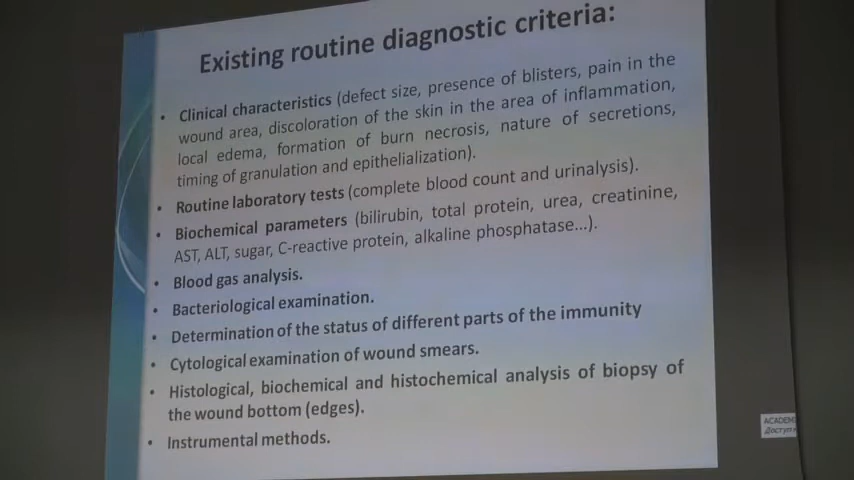 Existing routine diagnostic criteria:
• Clinical characteristics (defect size, presence of blisters, pain in the
wound area, discoloration of the skin in the area of inflammation,
local edema, formation of burn necrosis, nature of secretions,
timing of granulation and epithelialization).
• Routine laboratory tests (complete blood count and urinalysis).
• Biochemical parameters (bilirubin, total protein, urea, creatinine,
AST, ALT, sugar, C-reactive protein, alkaline phosphatase...).
• Blood gas analysis.
• Bacteriological examination.
• Determination of the status of different parts of the immunity
• Cytological examination of wound smears.
• Histological, biochemical and histochemical analysis of biopsy of
the wound bottom (edges).
• Instrumental methods.